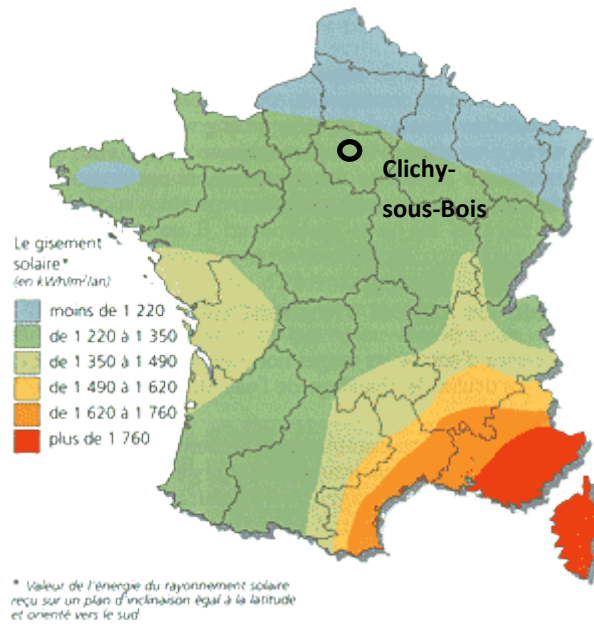 Clichy-
sous-Bois
Le gisement
solaire*
(en kWh/m²/an)
moins de 1 220
de 1 220 à 1 350
de 1 350 à 1 490
de 1 490 à 1 620
de 1 620 à 1 760
plus de 1 760
* Valeur de l'énergie du rayonnement solaire
reçu sur un plan d'inclinaison égal à la latitude
et orienté vers le sud